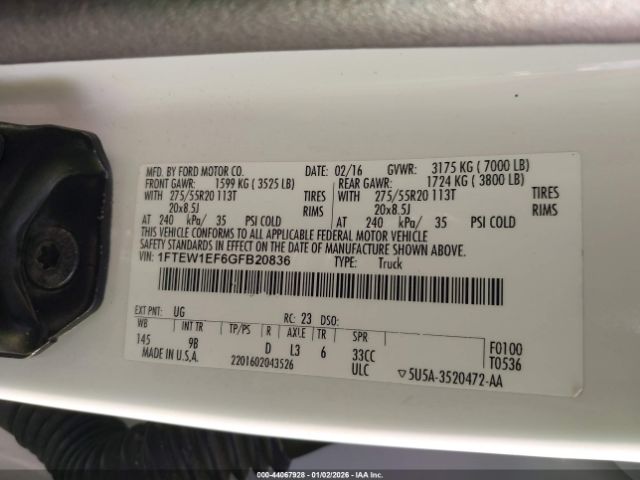 MFD. BY FORD MOTOR CO. DATE: 02/16 GVWR: 3175 KG ( 7000 LB)
FRONT GAWR: 1599 KG ( 3525 LB) REAR GAWR: 1724 KG ( 3800 LB)
WITH 275/55R20 113T TIRES WITH 275/55R20 113T TIRES
20x8.5J RIMS 20x8.5J RIMS
AT 240 kPa/ 35 PSI COLD AT 240 kPa/ 35 PSI COLD
THIS VEHICLE CONFORMS TO ALL APPLICABLE FEDERAL MOTOR VEHICLE
SAFETY STANDARDS IN EFFECT ON THE DATE OF MANUFACTURE SHOWN ABOVE.
VIN: 1FTEW1EF6GFB20836 TYPE: Truck
EXT PNT: UG RC: 23 DSO:
WB INT TR TP/PS R AXLE TR SPR
145 9B D L3 6 33CC F0100
MADE IN U.S.A. 2201602043526 ULC T0536
▽5U5A-3520472-AA
000-44067928 - 01/02/2026 - IAA Inc.